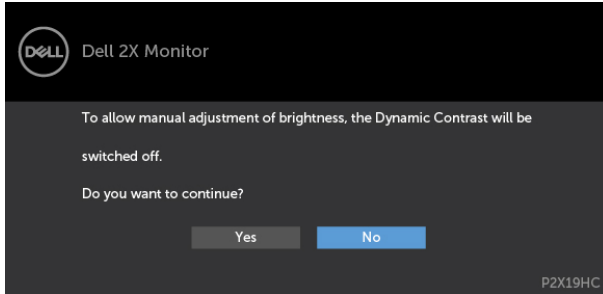 DELL
Dell 2X Monitor
To allow manual adjustment of brightness, the Dynamic Contrast will be
switched off.
Do you want to continue?
Yes
No
P2X19HC